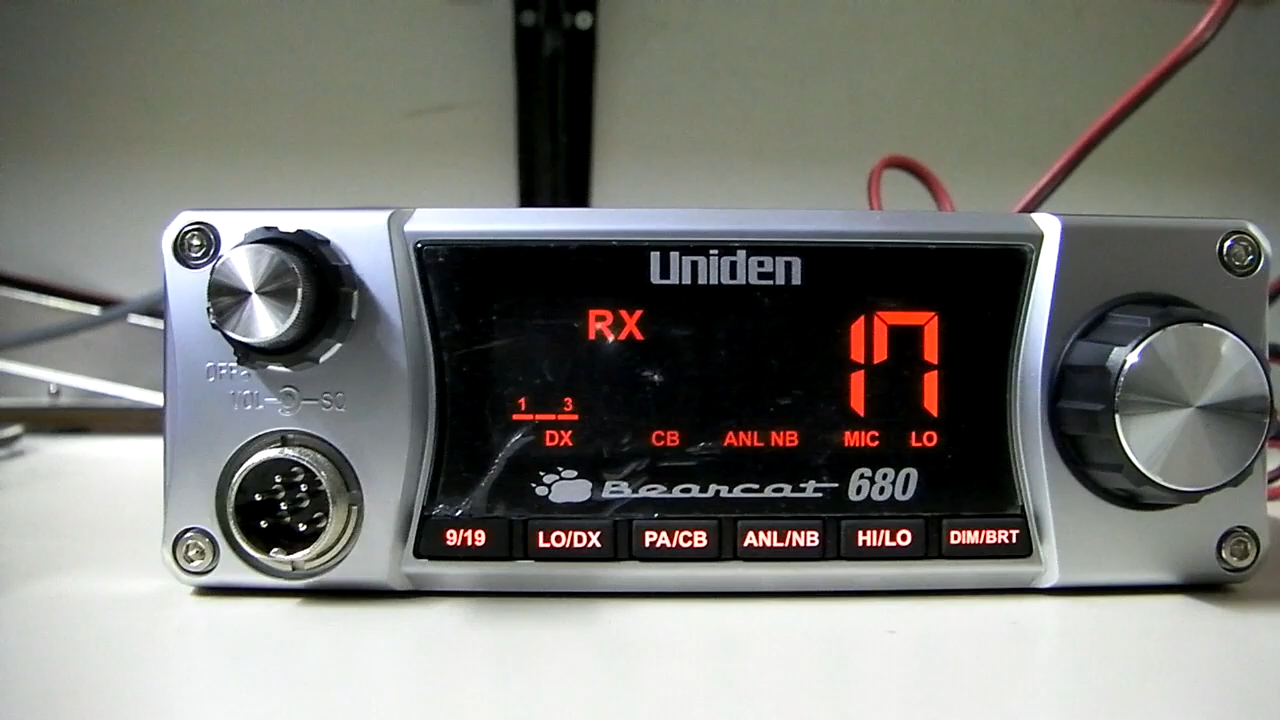 Uniden
RX 17
1 3
DX CB ANL NB MIC LO
Bearcat 680
OFF
VOL SQ
9/19 LO/DX PA/CB ANL/NB HI/LO DIM/BRT